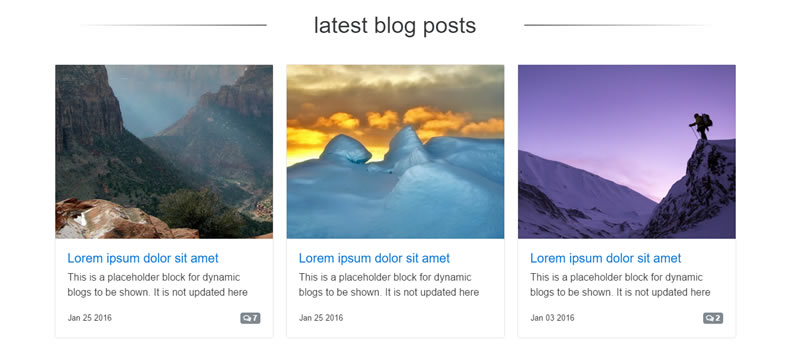 latest blog posts
Lorem ipsum dolor sit amet
This is a placeholder block for dynamic
blogs to be shown. It is not updated here
Jan 25 2016
7
Lorem ipsum dolor sit amet
This is a placeholder block for dynamic
blogs to be shown. It is not updated here
Jan 25 2016
Lorem ipsum dolor sit amet
This is a placeholder block for dynamic
blogs to be shown. It is not updated here
Jan 03 2016
2